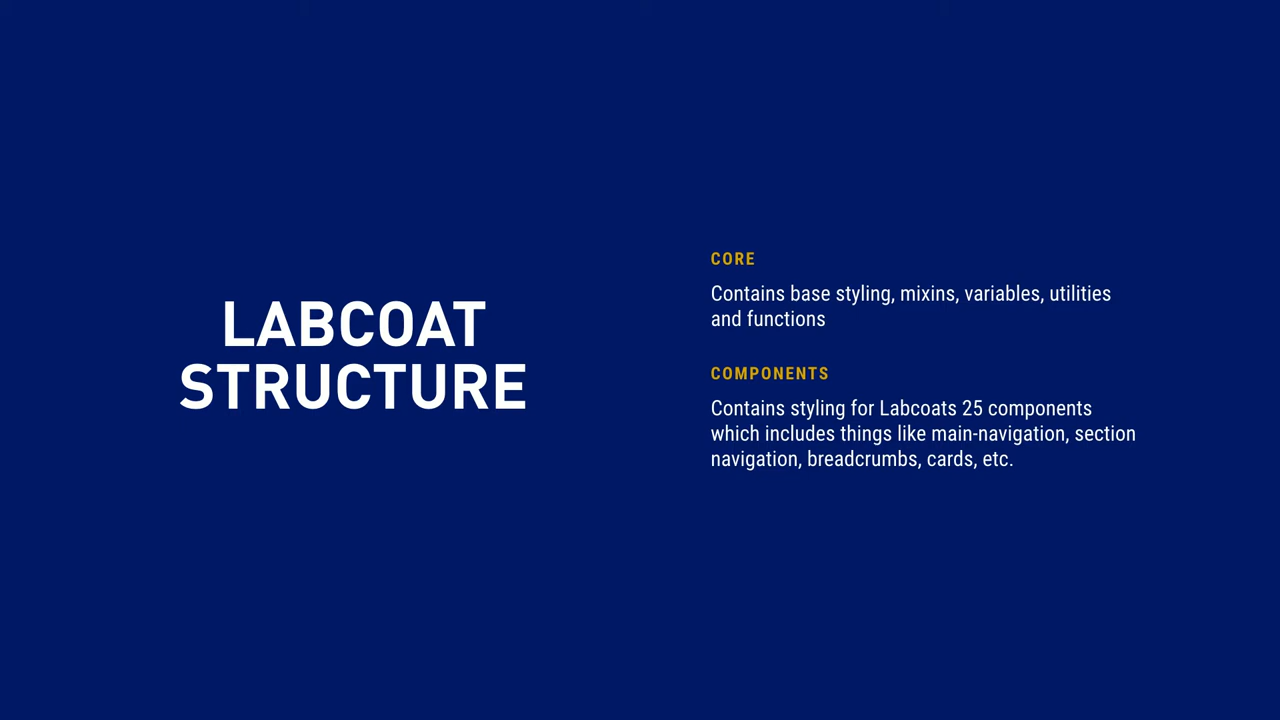 LABCOAT
STRUCTURE
CORE
Contains base styling, mixins, variables, utilities
and functions
COMPONENTS
Contains styling for Labcoats 25 components
which includes things like main-navigation, section
navigation, breadcrumbs, cards, etc.